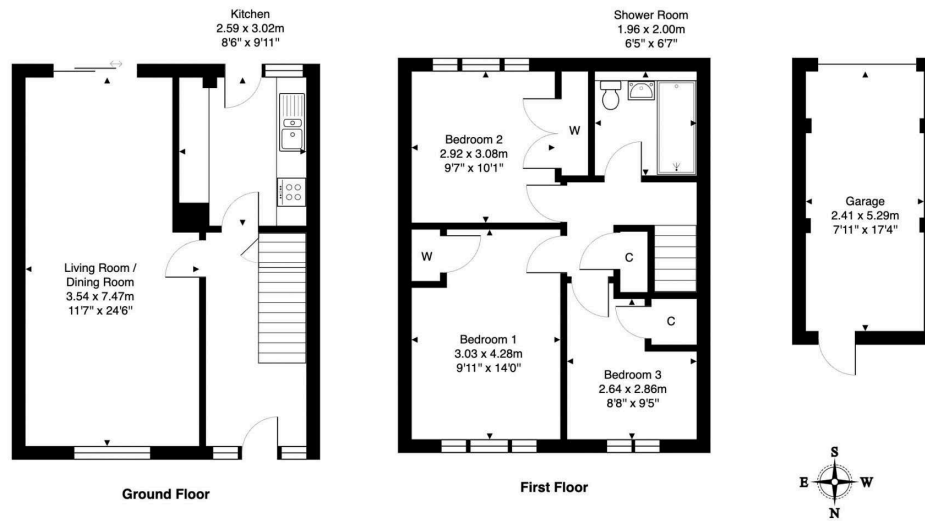 Kitchen
2.59 x 3.02m
8'6" x 9'11"
Living Room /
Dining Room
3.54 x 7.47m
11'7" x 24'6"
Ground Floor
Shower Room
1.96 x 2.00m
6'5" x 6'7"
Bedroom 2
2.92 x 3.08m
9'7" x 10'1"
W
W
C
Bedroom 1
3.03 x 4.28m
9'11" x 14'0"
C
Bedroom 3
2.64 x 2.86m
8'8" x 9'5"
First Floor
Garage
2.41 x 5.29m
7'11" x 17'4"
S
E W
N